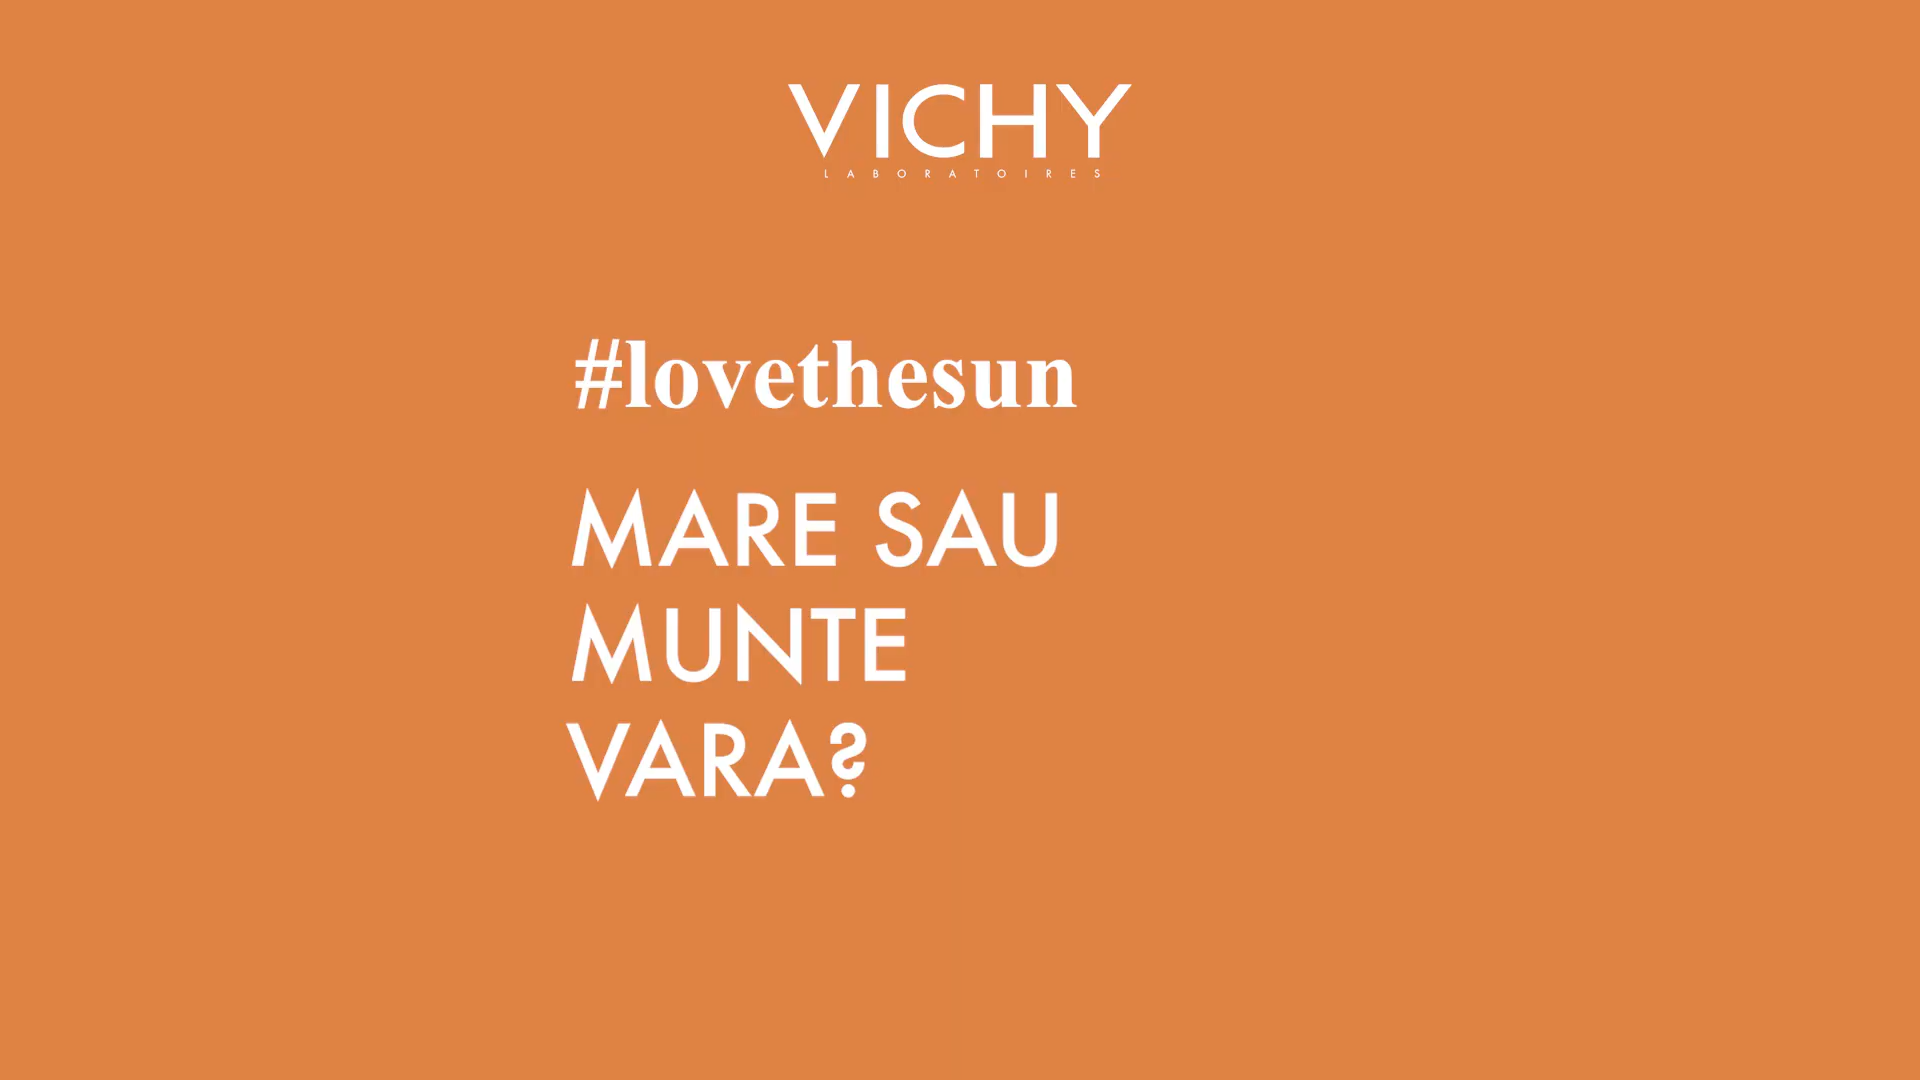 VICHY
LABORATOIRES
#lovethesun
MARE SAU
MUNTE
VARA?